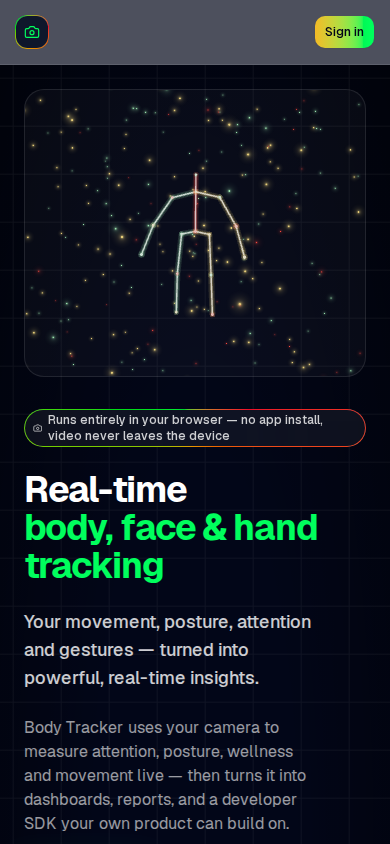 Sign in
Runs entirely in your browser — no app install,
video never leaves the device
Real-time
body, face & hand
tracking
Your movement, posture, attention
and gestures — turned into
powerful, real-time insights.
Body Tracker uses your camera to
measure attention, posture, wellness
and movement live — then turns it into
dashboards, reports, and a developer
SDK your own product can build on.